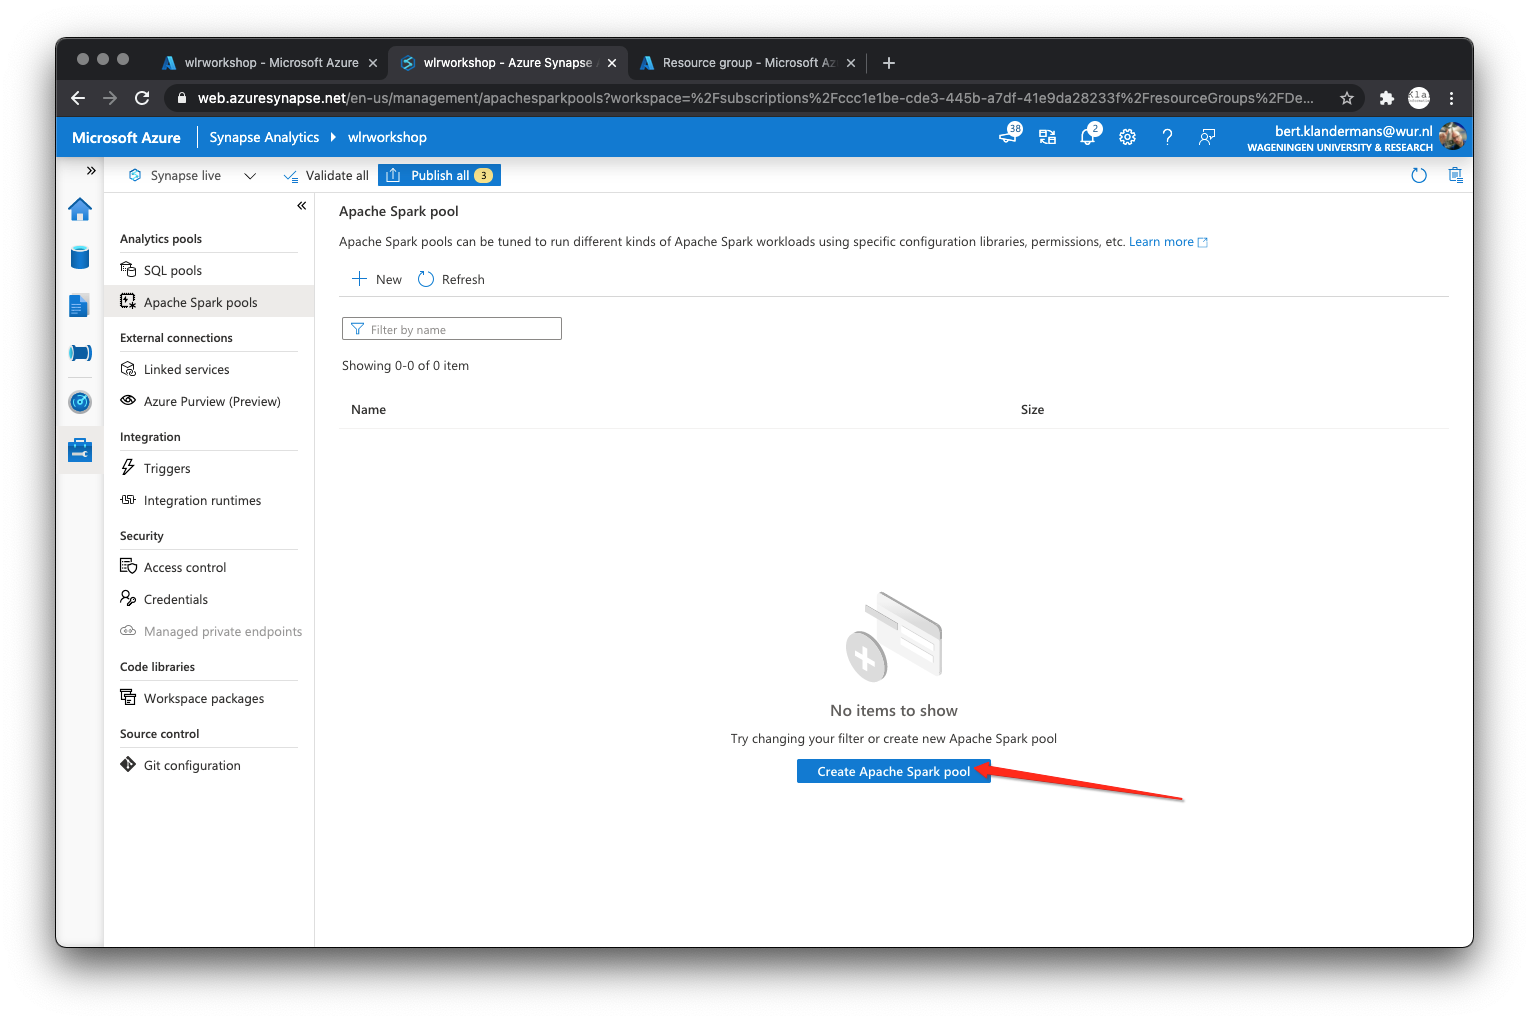 wlrworkshop - Microsoft Azure
wlrworkshop - Azure Synapse
Resource group - Microsoft Az
web.azuresynapse.net/en-us/management/apachesparkpools?workspace=%2Fsubscriptions%2Fccc1e1be-cde3-445b-a7df-41e9da28233f%2FresourceGroups%2FDe...
Microsoft Azure
Synapse Analytics
wlrworkshop
38
2
bert.klandermans@wur.nl
WAGENINGEN UNIVERSITY & RESEARCH
Synapse live
Validate all
Publish all 3
Analytics pools
SQL pools
Apache Spark pools
External connections
Linked services
Azure Purview (Preview)
Integration
Triggers
Integration runtimes
Security
Access control
Credentials
Managed private endpoints
Code libraries
Workspace packages
Source control
Git configuration
Apache Spark pool
Apache Spark pools can be tuned to run different kinds of Apache Spark workloads using specific configuration libraries, permissions, etc. Learn more
New
Refresh
Filter by name
Showing 0-0 of 0 item
Name
Size
No items to show
Try changing your filter or create new Apache Spark pool
Create Apache Spark pool